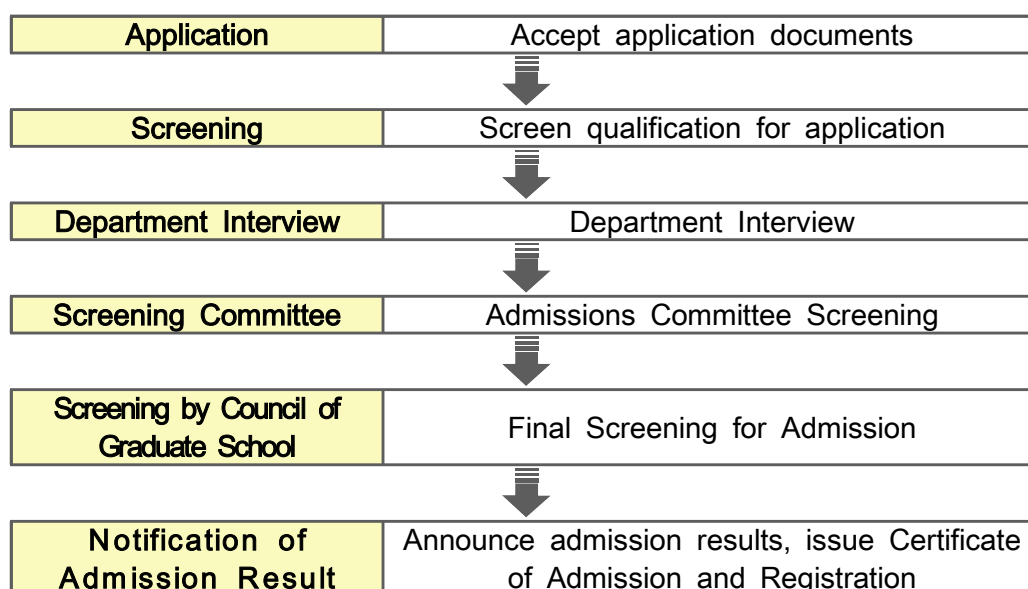 Application Accept application documents
Screening Screen qualification for application
Department Interview Department Interview
Screening Committee Admissions Committee Screening
Screening by Council of
Graduate School
Final Screening for Admission
Notification of
Admission Result
Announce admission results, issue Certificate
of Admission and Registration